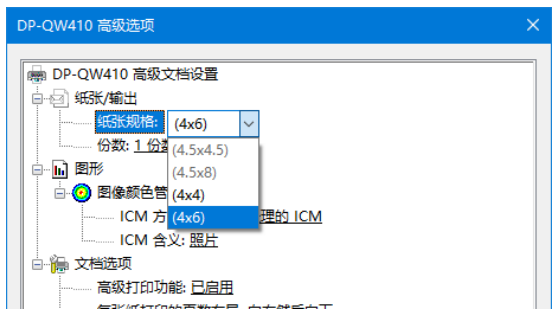 DP-QW410 高级选项
DP-QW410 高级文档设置
纸张/输出
纸张规格: (4x6)
份数: 1 份
(4.5x4.5)
(4.5x8)
图形
图像颜色管
(4x4)
ICM 方
(4x6)
理的 ICM
ICM 含义: 照片
文档选项
高级打印功能: 已启用